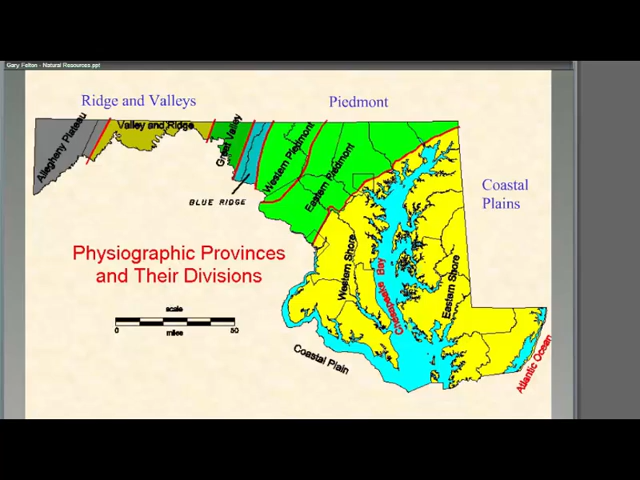 Gary Felton - Natural Resources.ppt
Ridge and Valleys
Piedmont
Allegheny Plateau
Valley and Ridge
Great Valley
Western Piedmont
Eastern Piedmont
BLUE RIDGE
Coastal
Plains
Physiographic Provinces
and Their Divisions
Western Shore
Chesapeake Bay
Eastern Shore
scale
0 50
miles
Coastal Plain
Atlantic Ocean